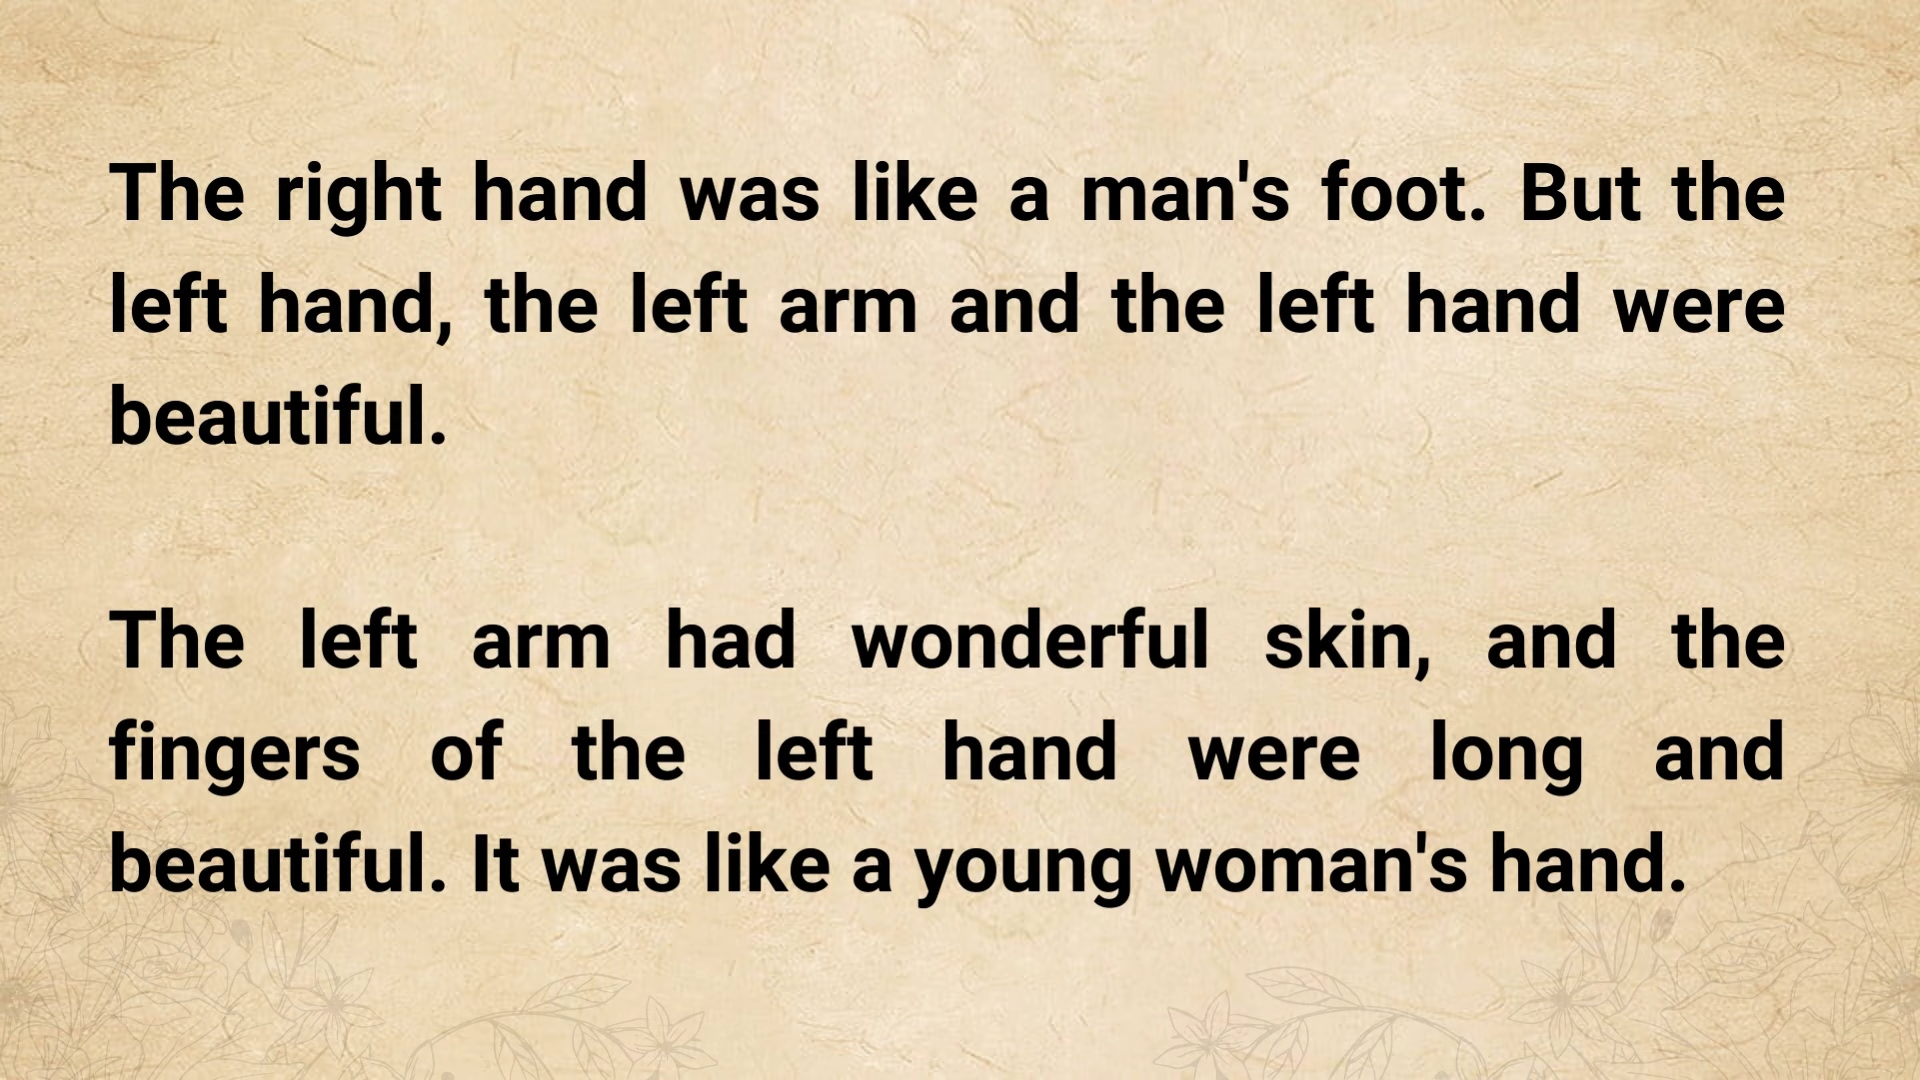 The right hand was like a man's foot. But the
left hand, the left arm and the left hand were
beautiful.
The left arm had wonderful skin, and the
fingers of the left hand were long and
beautiful. It was like a young woman's hand.